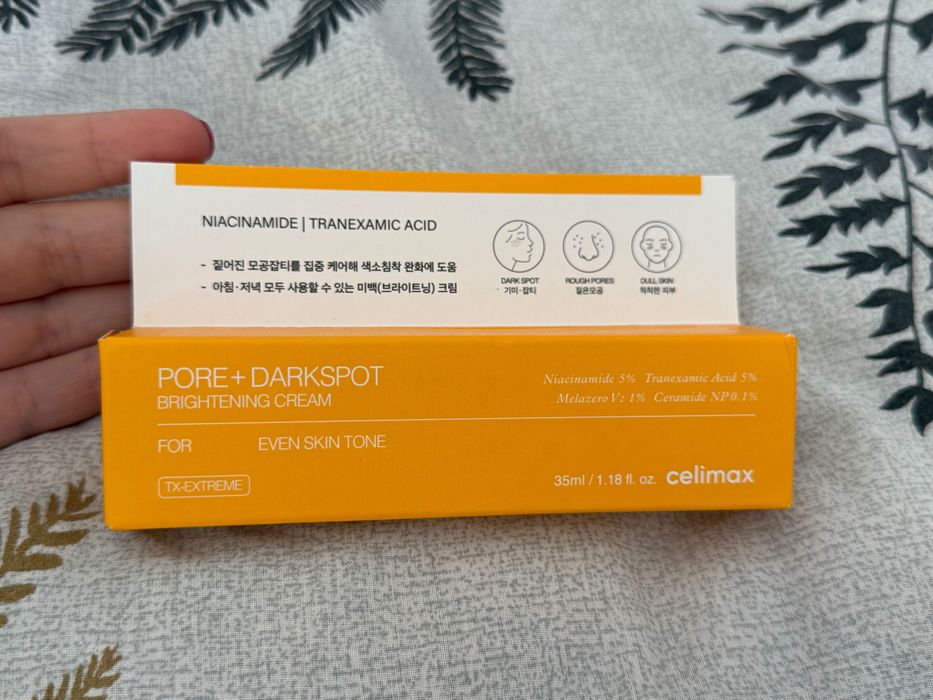 NIACINAMIDE | TRANEXAMIC ACID
- 짙어진 모공잡티를 집중 케어해 색소침착 완화에 도움
- 아침·저녁 모두 사용할 수 있는 미백(브라이트닝) 크림
DARK SPOT
기미·잡티
ROUGH PORES
짙은모공
DULL SKIN
칙칙한 피부
PORE+DARKSPOT
BRIGHTENING CREAM
Niacinamide 5% Tranexamic Acid 5%
Melazero V2 1% Ceramide NP 0.1%
FOR EVEN SKIN TONE
TX-EXTREME
35ml / 1.18 fl. oz. celimax